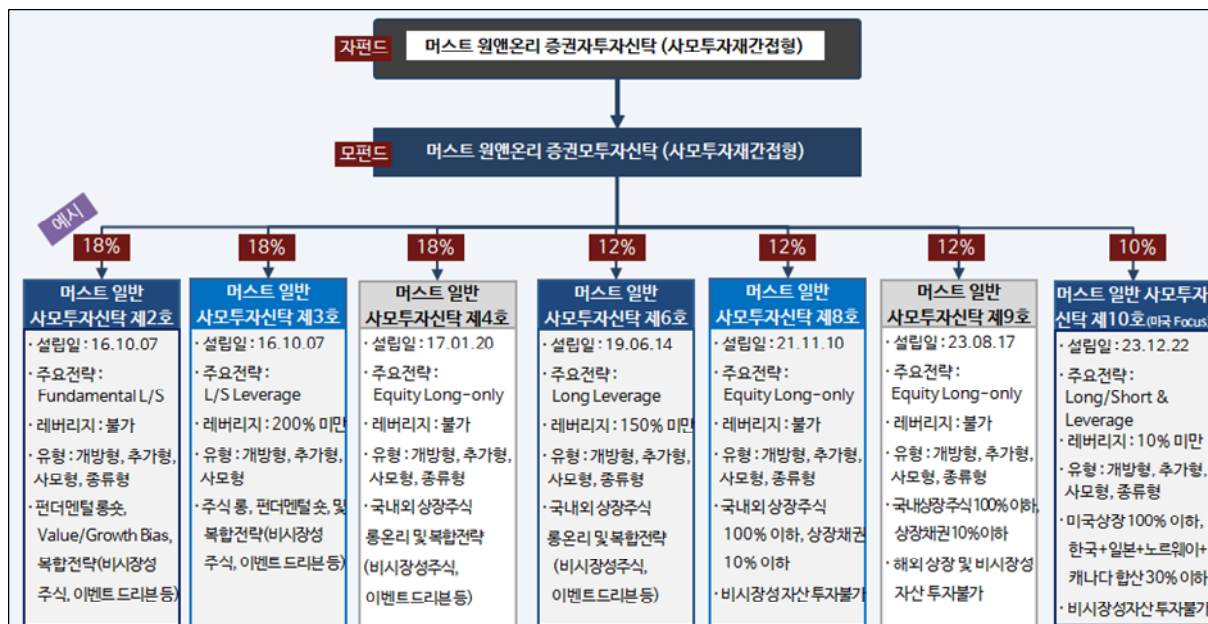 자펀드
머스트 원앤온리 증권자투자신탁 (사모투자재간접형)
모펀드
머스트 원앤온리 증권모투자신탁 (사모투자재간접형)
예시
18%
18%
18%
12%
12%
12%
10%
머스트 일반
사모투자신탁 제2호
· 설립일 : 16.10.07
· 주요전략 :
Fundamental L/S
· 레버리지 : 불가
· 유형 : 개방형, 추가형,
사모형, 종류형
· 펀더멘털롱숏,
Value/Growth Bias,
복합전략(비시장성
주식, 이벤트드리븐등)
머스트 일반
사모투자신탁 제3호
· 설립일 : 16.10.07
· 주요전략 :
L/S Leverage
· 레버리지 : 200% 미만
· 유형 : 개방형, 추가형,
사모형, 종류형
· 주식 롱, 펀더멘털 숏, 및
복합전략(비시장성
주식, 이벤트 드리븐 등)
머스트 일반
사모투자신탁 제4호
· 설립일 : 17.01.20
· 주요전략 :
Equity Long-only
· 레버리지 : 불가
· 유형 : 개방형, 추가형,
사모형, 종류형
· 국내외 상장주식
롱온리 및 복합전략
(비시장성주식,
이벤트드리븐등)
머스트 일반
사모투자신탁 제6호
· 설립일 : 19.06.14
· 주요전략 :
Long Leverage
· 레버리지 : 150% 미만
· 유형 : 개방형, 추가형,
사모형, 종류형
· 국내외 상장주식
롱온리 및 복합전략
(비시장성주식,
이벤트드리븐등)
머스트 일반
사모투자신탁 제8호
· 설립일 : 21.11.10
· 주요전략 :
Equity Long-only
· 레버리지 : 불가
· 유형 : 개방형, 추가형,
사모형, 종류형
· 국내외 상장주식
100% 이하, 상장채권
10% 이하
· 비시장성자산 투자불가
머스트 일반
사모투자신탁 제9호
· 설립일 : 23.08.17
· 주요전략 :
Equity Long-only
· 레버리지 : 불가
· 유형 : 개방형, 추가형,
사모형, 종류형
· 국내상장주식 100% 이하,
상장채권 10%이하
· 해외 상장 및 비시장성
자산 투자불가
머스트 일반 사모투자
신탁 제10호(미국 Focus)
· 설립일 : 23.12.22
· 주요전략 :
Long/Short &
Leverage
· 레버리지 : 10% 미만
· 유형 : 개방형, 추가형,
사모형, 종류형
· 미국상장 100% 이하,
한국+일본+노르웨이+
캐나다 합산 30% 이하
· 비시장성자산 투자불가